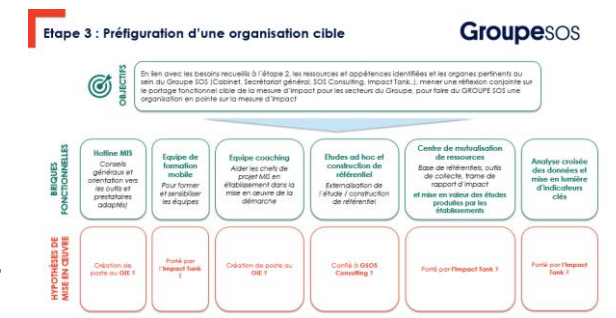 Etape 3 : Préfiguration d'une organisation cible
GroupeSOS
OBJECTIFS
En lien avec les besoins recueillis à l'étape 2, les ressources et appétences identifiées et les organes pertinents au
sein du Groupe SOS (Cabinet, Secrétariat général, SOS Consulting, Impact Tank..), mener une réflexion conjointe sur
le portage fonctionnel cible de la mesure d'impact pour les secteurs du Groupe, pour faire du GROUPE SOS une
organisation en pointe sur la mesure d'impact
BRIQUES
FONCTIONNELLES
Hotline MIS
Conseils
généraux et
orientation vers
les outils et
prestataires
adaptés)
Equipe de
formation
mobile
Pour former
et sensibiliser
les équipes
Equipe coaching
Aider les chefs de
projet MIS en
établissement dans la
mise en œuvre de la
démarche
Etudes ad hoc et
construction de
référentiel
Externalisation de
l'étude / construction
de référentiel
Centre de mutualisation
de ressources
Base de référentiels, outils
de collecte, trame de
rapport d'impact
et mise en valeur des études
produites par les
établissements
Analyse croisée
des données et
mise en lumière
d'indicateurs
clés
HYPOTHÈSES DE
MISE EN ŒUVRE
Création de
poste au GIE ?
Porté par
l'Impact Tank
?
Création de poste au
GIE ?
Confié à GSOS
Consulting ?
Porté par l'Impact Tank ?
Porté par l'Impact
Tank ?